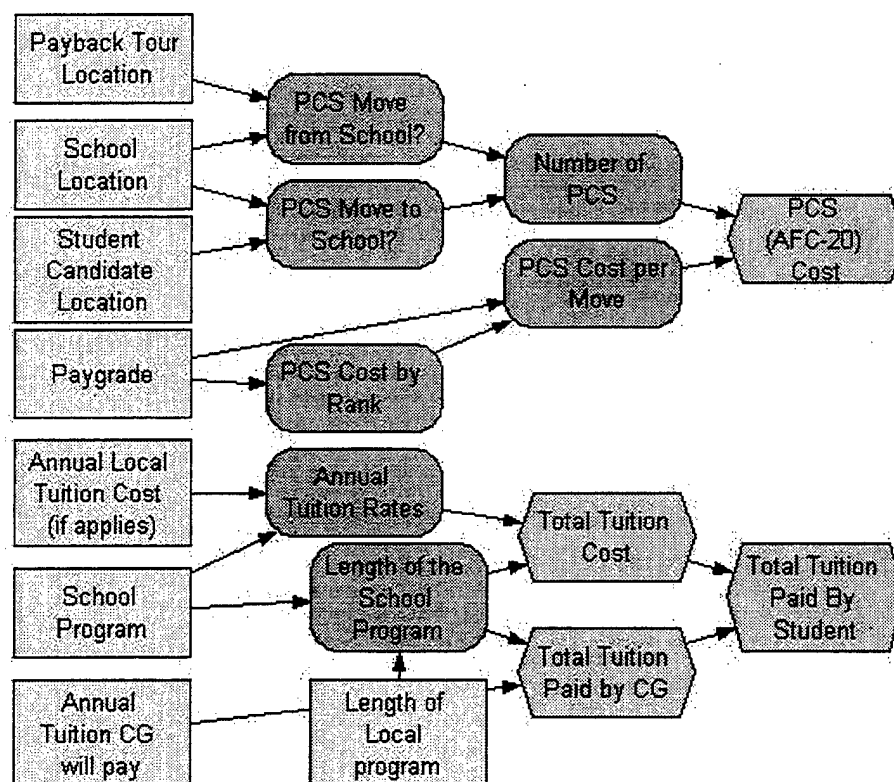 Payback Tour
Location
PCS Move
from School?
School
Location
Number of
PCS
PCS Move to
School?
PCS
(AFC-20)
Cost
Student
Candidate
Location
PCS Cost per
Move
Paygrade
PCS Cost by
Rank
Annual Local
Tuition Cost
(if applies)
Annual
Tuition Rates
Total Tuition
Cost
Length of the
School
Program
School
Program
Total Tuition
Paid By
Student
Total Tuition
Paid by CG
Annual
Tuition CG
will pay
Length of
Local
program